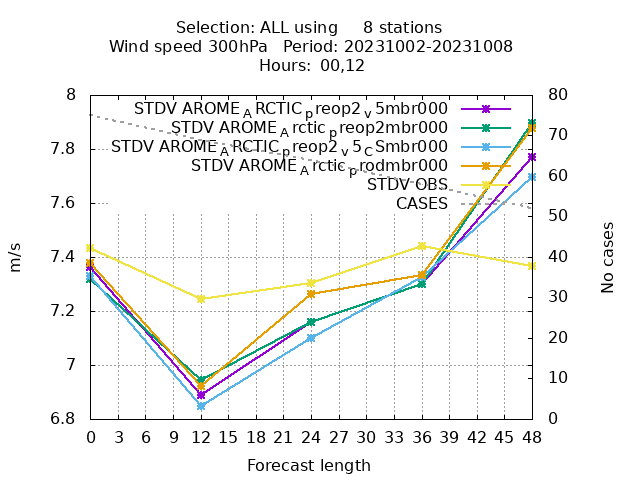 Selection: ALL using     8 stations
Wind speed 300hPa   Period: 20231002-20231008
Hours:  00,12
8
7.8
7.6
7.4
7.2
7
6.8
m/s
STDV AROME_ARCTIC_preop2_v5mbr000
STDV AROME_Arctic_preop2mbr000
STDV AROME_ARCTIC_preop2_v5_CSmbr000
STDV AROME_Arctic_prodmbr000
STDV OBS
CASES
80
70
60
50
40
30
20
10
0
No cases
0 3 6 9 12 15 18 21 24 27 30 33 36 39 42 45 48
Forecast length